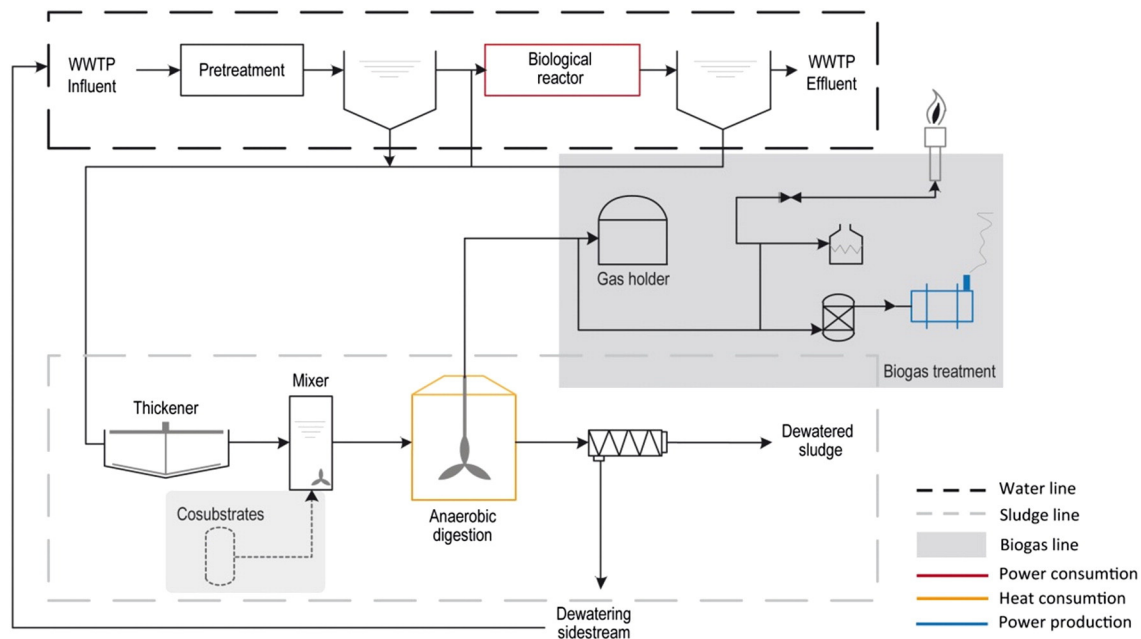 WWTP
Influent
Pretreatment
Biological
reactor
WWTP
Effluent
Gas holder
Biogas treatment
Mixer
Thickener
Cosubstrates
Anaerobic
digestion
Dewatered
sludge
Dewatering
sidestream
Water line
Sludge line
Biogas line
Power consumtion
Heat consumtion
Power production